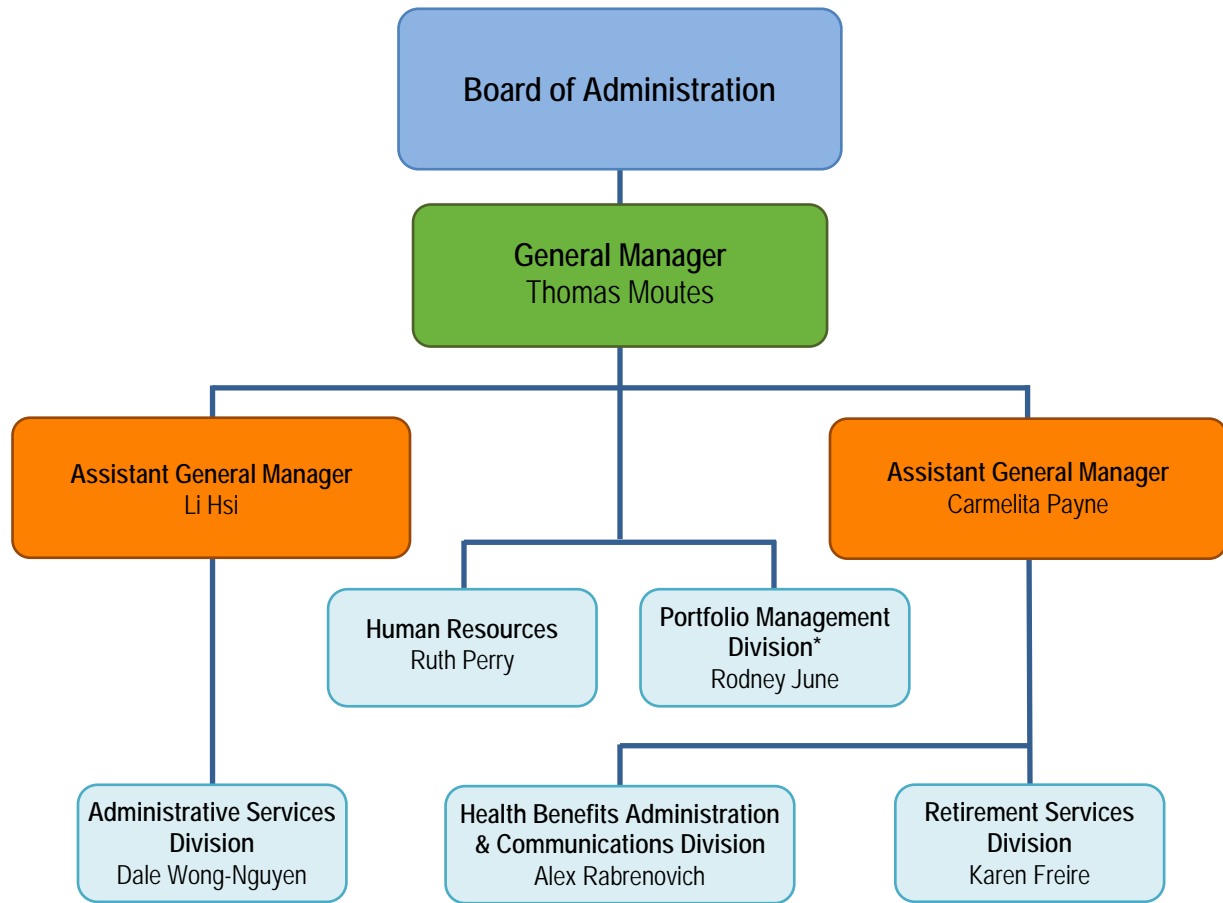 Board of Administration
General Manager
Thomas Moutes
Assistant General Manager
Li Hsi
Assistant General Manager
Carmelita Payne
Human Resources
Ruth Perry
Portfolio Management
Division*
Rodney June
Administrative Services
Division
Dale Wong-Nguyen
Health Benefits Administration
& Communications Division
Alex Rabrenovich
Retirement Services
Division
Karen Freire